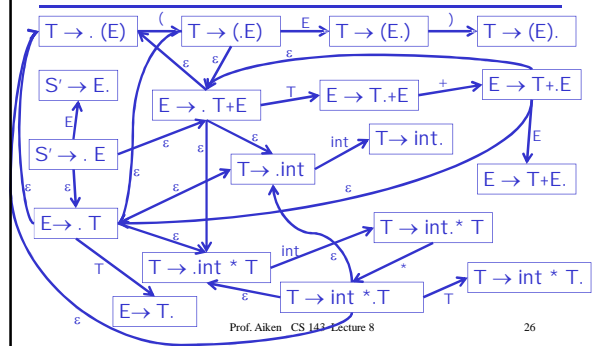 T → . (E)
(
T → (.E)
E
T → (E.)
)
T → (E).
ε
ε
ε
ε
S’ → E.
E → . T+E
T
E → T.+E
+
E → T+.E
E
S’ → . E
ε
ε
ε
int
T → int.
E
ε
ε
ε
T → .int
E → T+E.
ε
ε
E → . T
ε
T → int.* T
T
T → .int * T
int
ε
*
E → T.
ε
T → int *.T
T
T → int * T.
ε
Prof. Aiken CS 143 Lecture 8
26